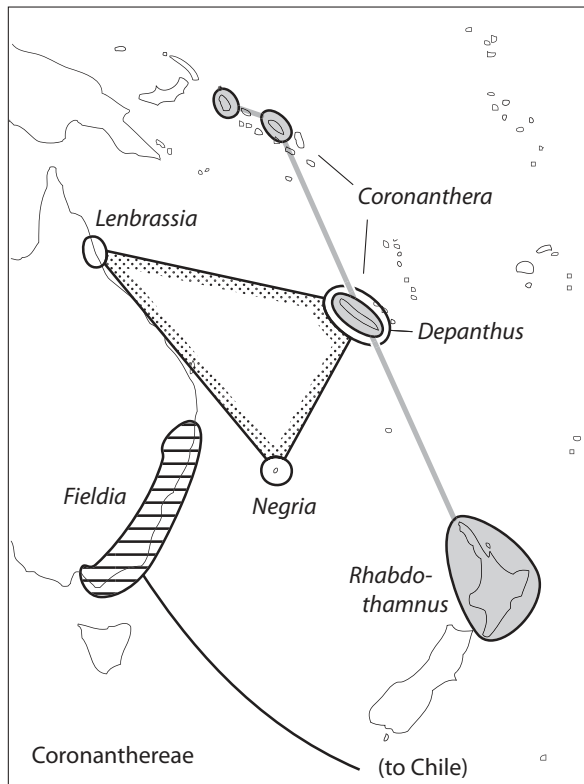 Coronanthera
Lenbrassia
Depanthus
Fieldia
Negria
Rhabdo-
thamnus
Coronanthereae
(to Chile)